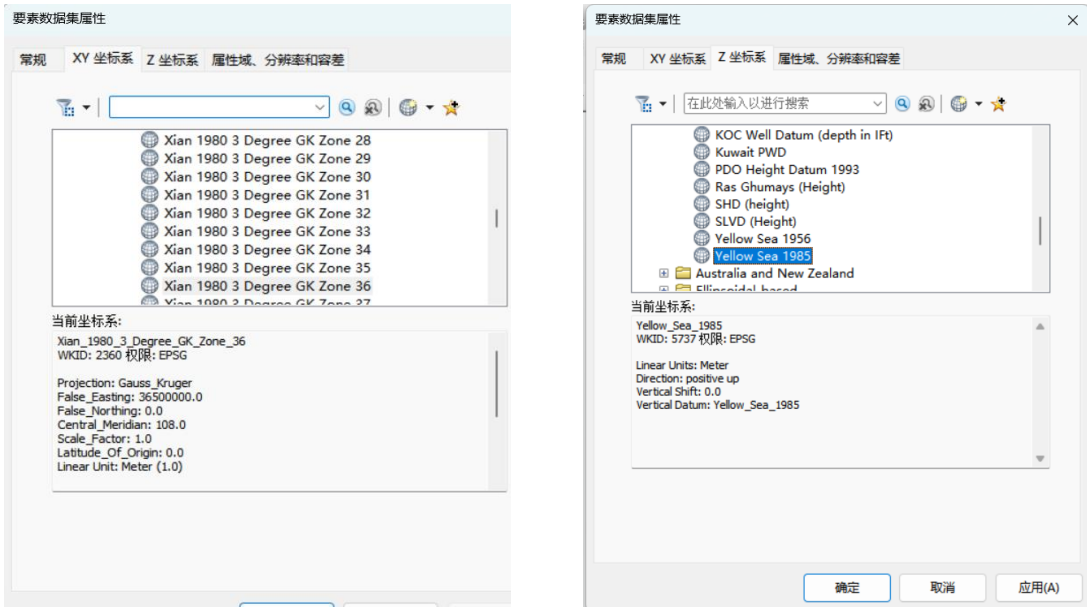 要素数据集属性
常规 XY 坐标系 Z 坐标系 属性域、分辨率和容差
Xian 1980 3 Degree GK Zone 28
Xian 1980 3 Degree GK Zone 29
Xian 1980 3 Degree GK Zone 30
Xian 1980 3 Degree GK Zone 31
Xian 1980 3 Degree GK Zone 32
Xian 1980 3 Degree GK Zone 33
Xian 1980 3 Degree GK Zone 34
Xian 1980 3 Degree GK Zone 35
Xian 1980 3 Degree GK Zone 36
Xian 1980 3 Degree GK Zone 37
当前坐标系:
Xian_1980_3_Degree_GK_Zone_36
WKID: 2360 权限: EPSG
Projection: Gauss_Kruger
False_Easting: 36500000.0
False_Northing: 0.0
Central_Meridian: 108.0
Scale_Factor: 1.0
Latitude_Of_Origin: 0.0
Linear Unit: Meter (1.0)
要素数据集属性
常规 XY 坐标系 Z 坐标系 属性域、分辨率和容差
在此处输入以进行搜索
KOC Well Datum (depth in IFt)
Kuwait PWD
PDO Height Datum 1993
Ras Ghumays (Height)
SHD (height)
SLVD (Height)
Yellow Sea 1956
Yellow Sea 1985
Australia and New Zealand
Ellipsoidal-based
当前坐标系:
Yellow_Sea_1985
WKID: 5737 权限: EPSG
Linear Units: Meter
Direction: positive up
Vertical Shift: 0.0
Vertical Datum: Yellow_Sea_1985
确定 取消 应用(A)